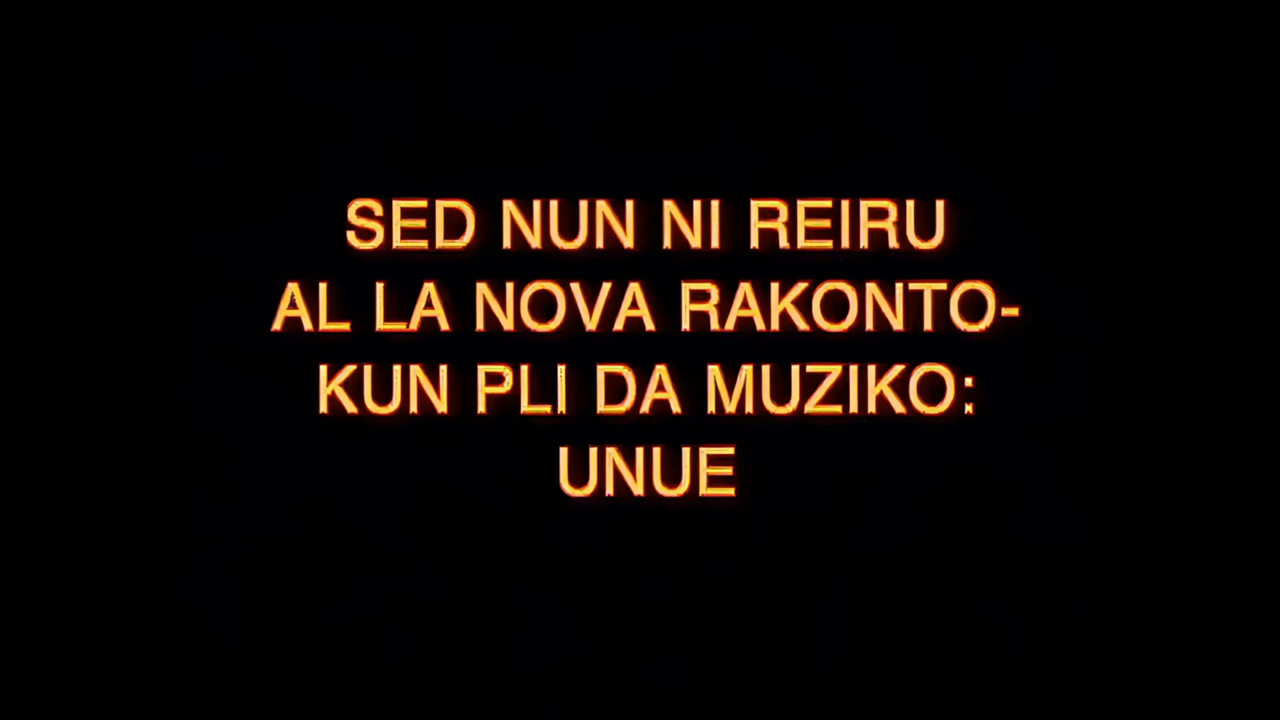 SED NUN NI REIRU
AL LA NOVA RAKONTO-
KUN PLI DA MUZIKO:
UNUE